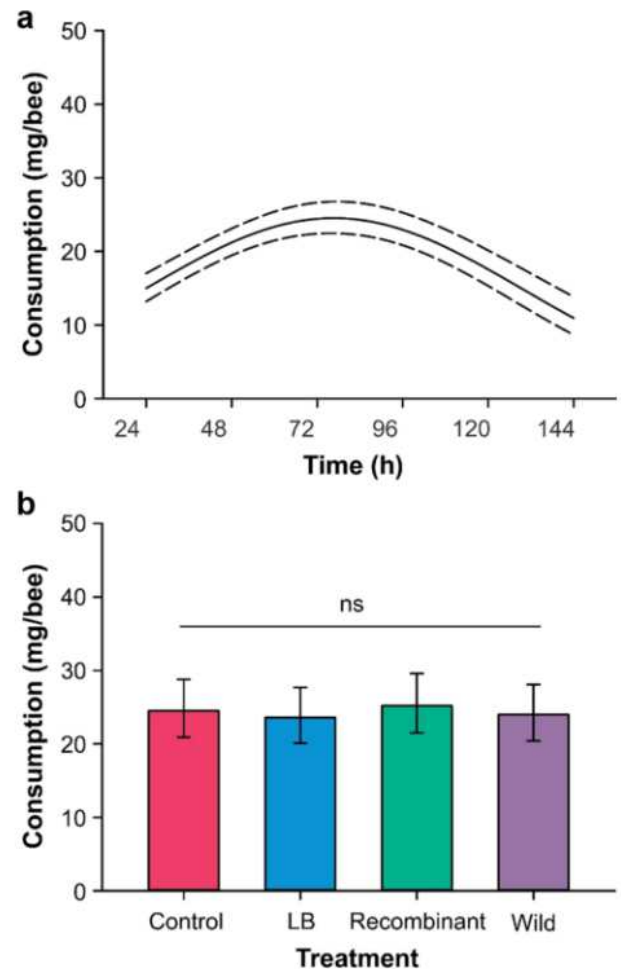 a
Consumption (mg/bee)
50
40
30
20
10
0
24 48 72 96 120 144
Time (h)
b
Consumption (mg/bee)
50
40
30
20
10
0
ns
Control LB Recombinant Wild
Treatment